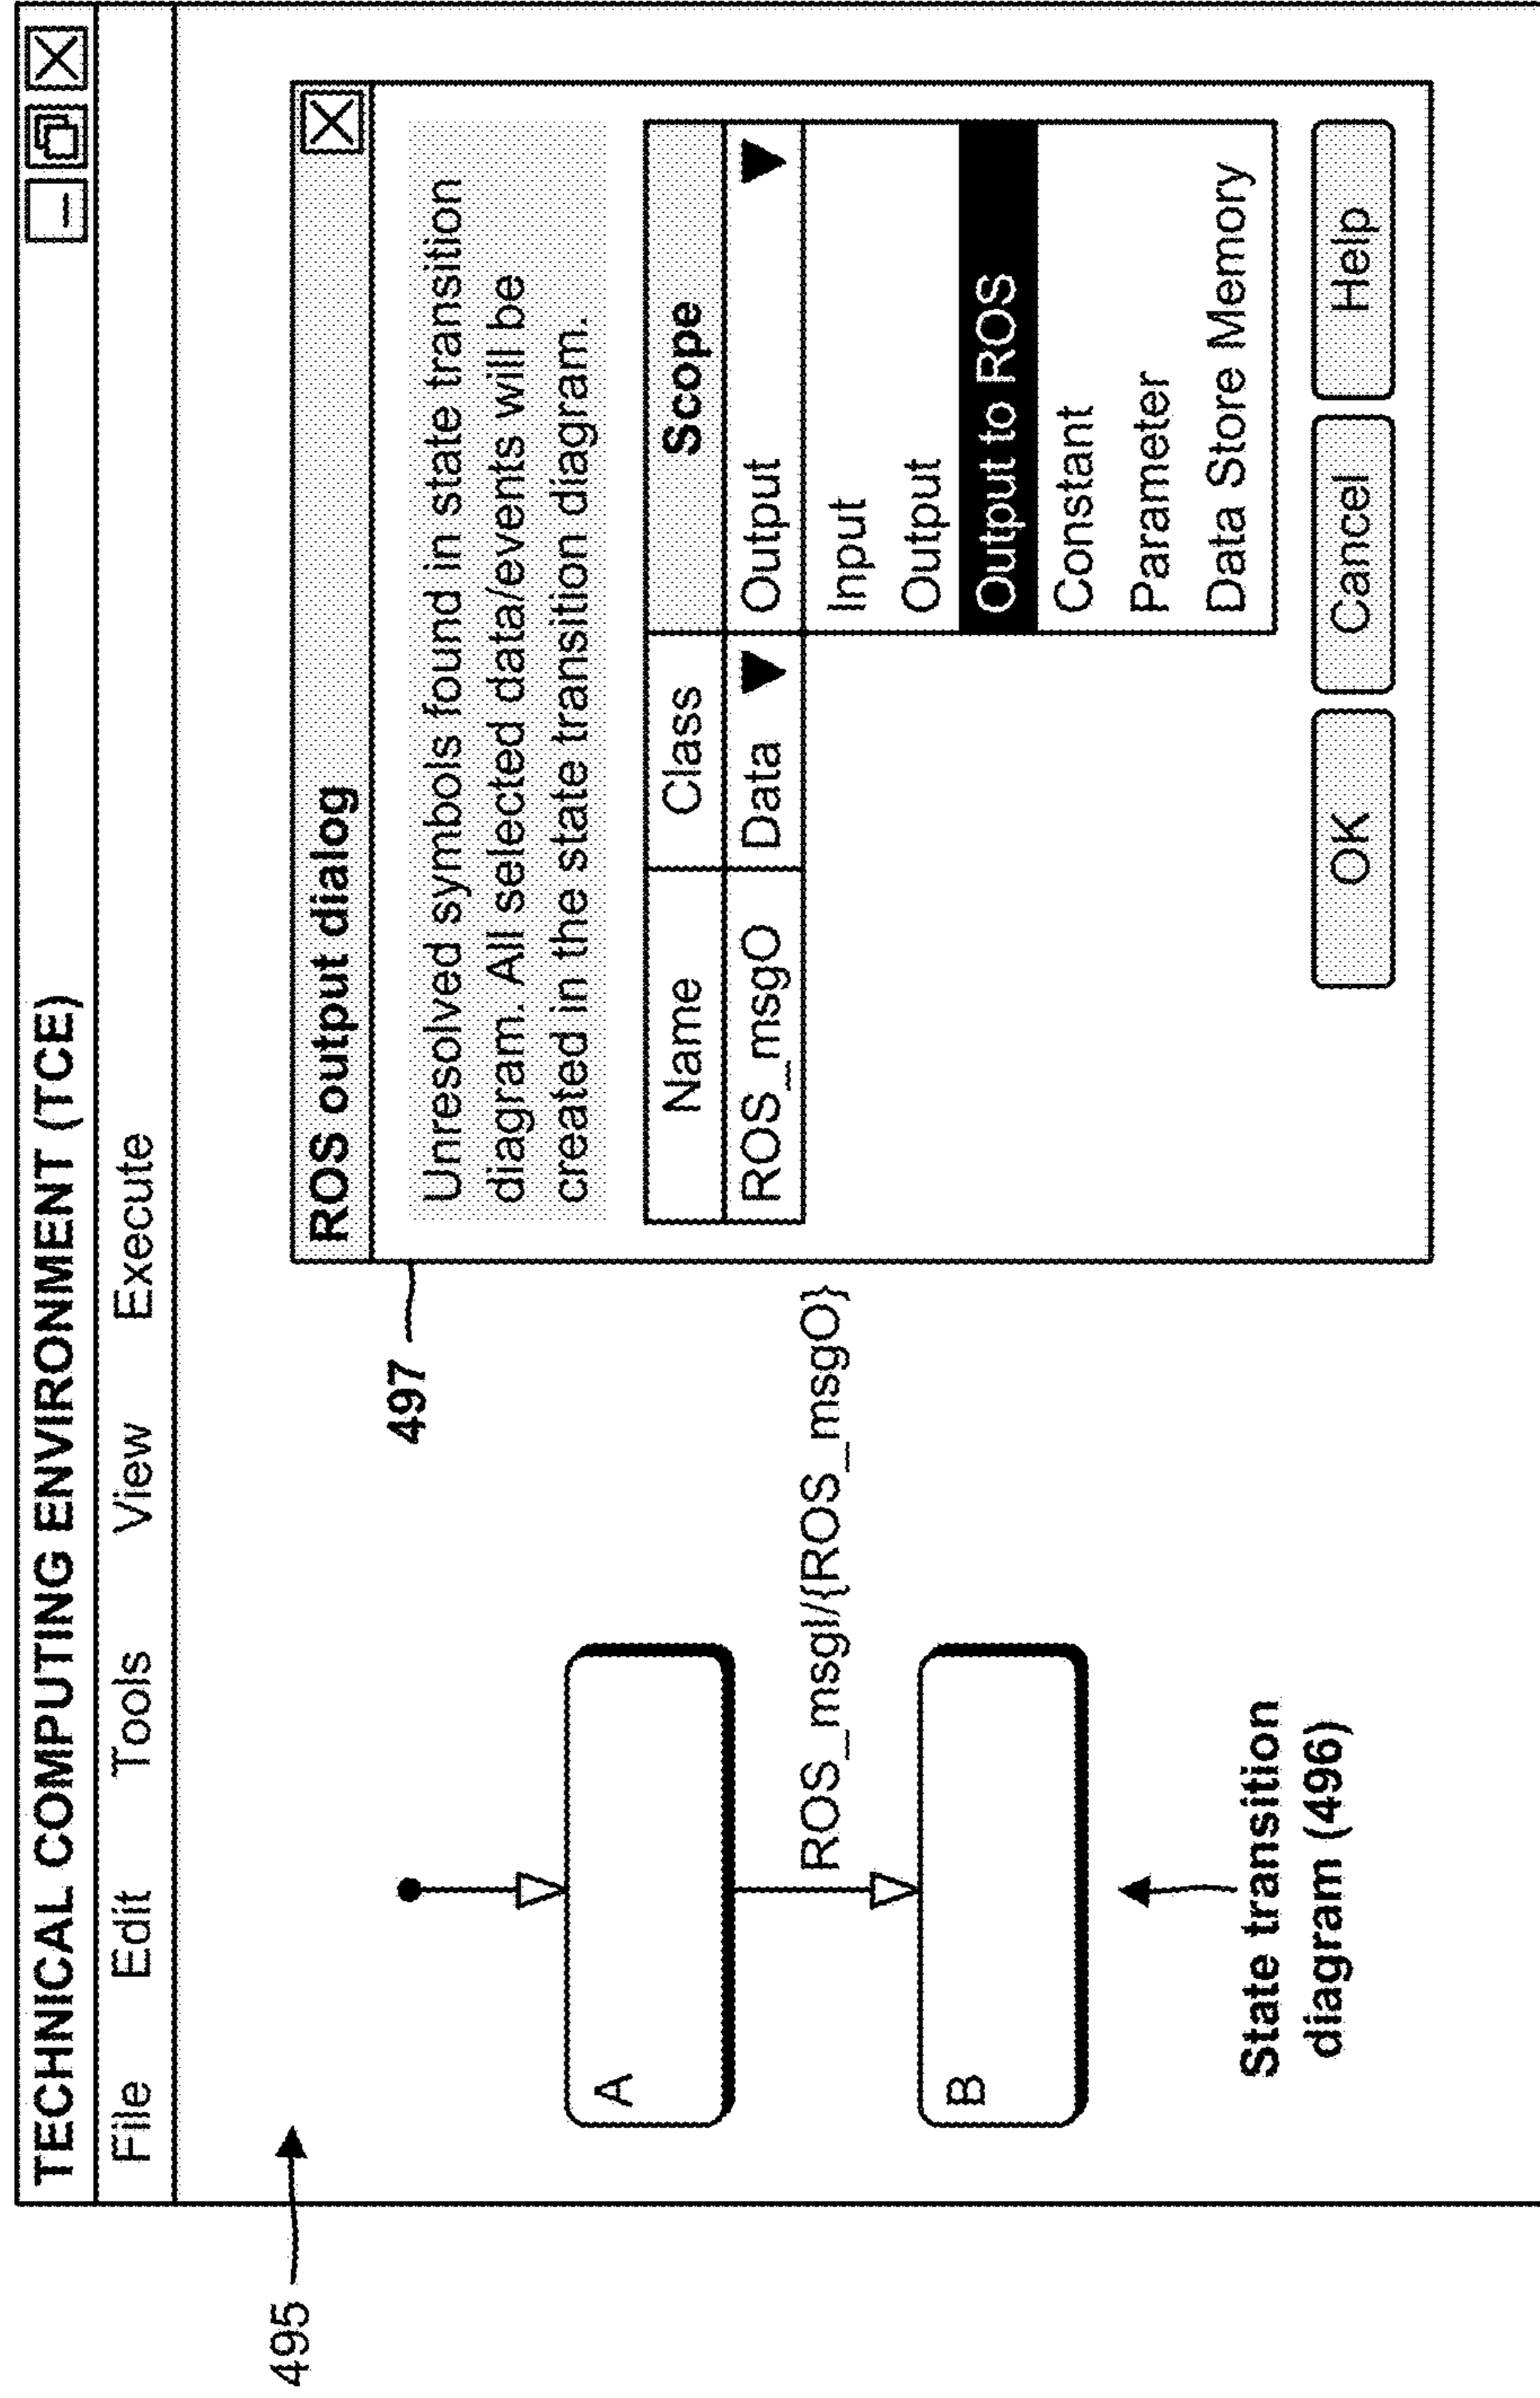 TECHNICAL COMPUTING ENVIRONMENT (TCE)
File Edit Tools View Execute
495
A
ROS_msgI/{ROS_msgO}
B
State transition
diagram (496)
497
ROS output dialog
Unresolved symbols found in state transition
diagram. All selected data/events will be
created in the state transition diagram.
Name Class Scope
ROS_msgO Data Output
Input
Output
Output to ROS
Constant
Parameter
Data Store Memory
OK Cancel Help